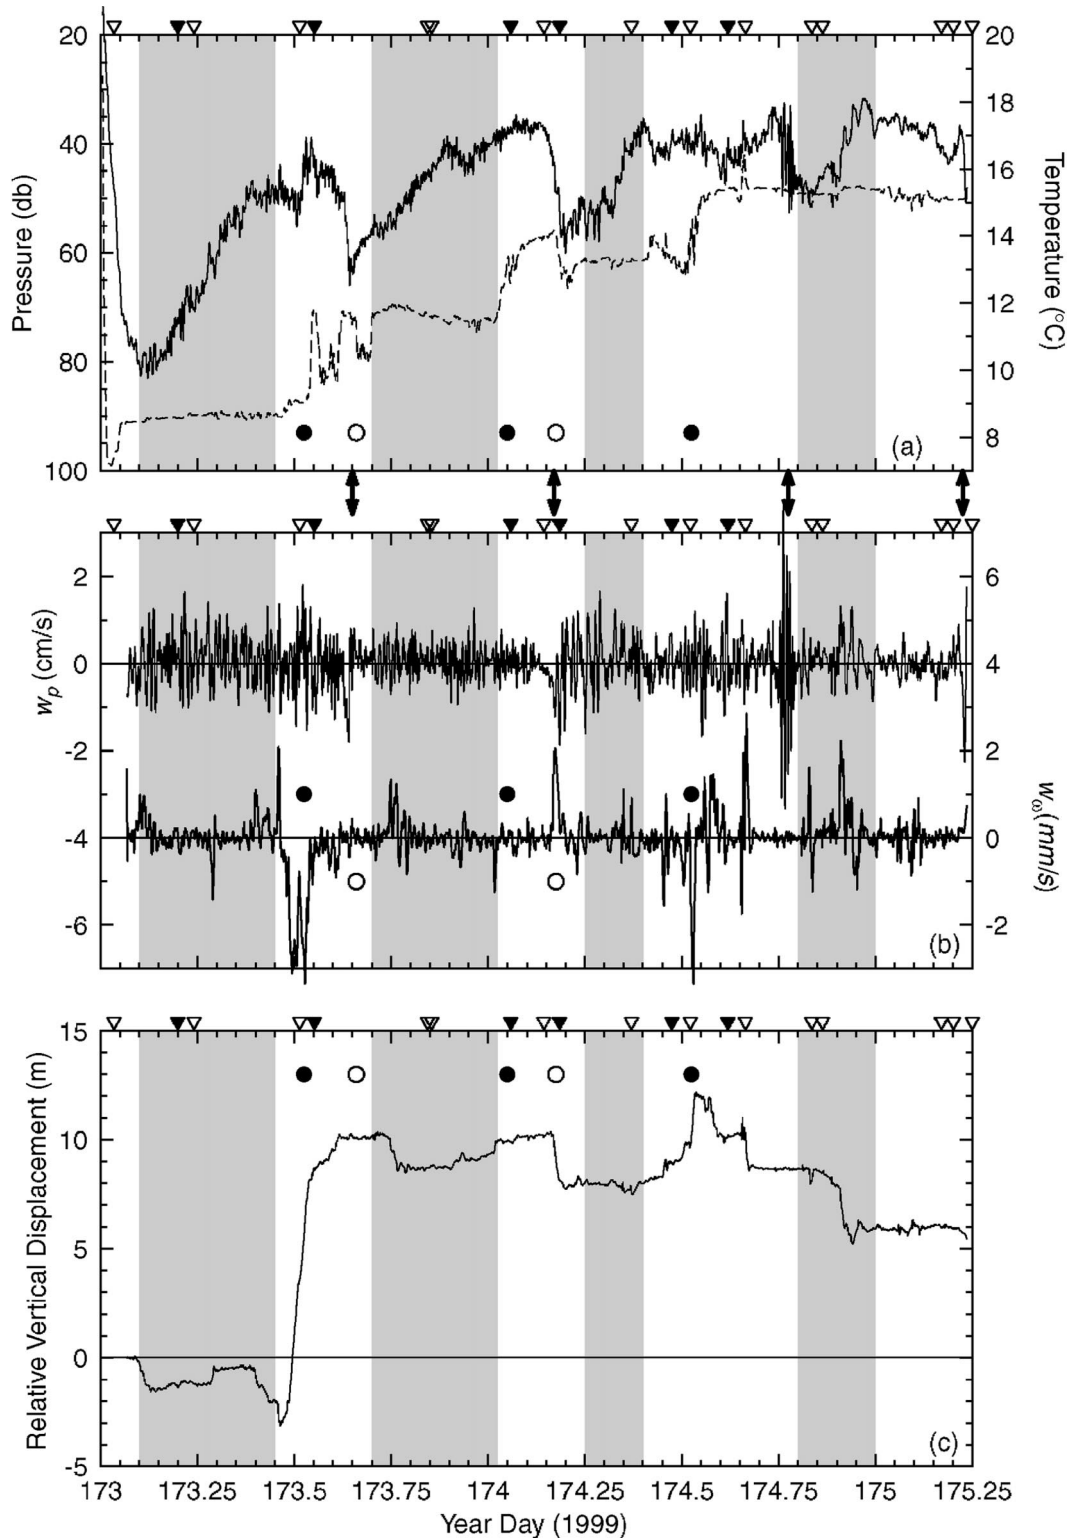 20
40
60
80
100
Pressure (db)
20
18
16
14
12
10
8
Temperature (°C)
(a)
2
0
-2
-4
-6
w_p (cm/s)
6
4
2
0
-2
w_ω (mm/s)
(b)
15
10
5
0
-5
Relative Vertical Displacement (m)
(c)
173 173.25 173.5 173.75 174 174.25 174.5 174.75 175 175.25
Year Day (1999)